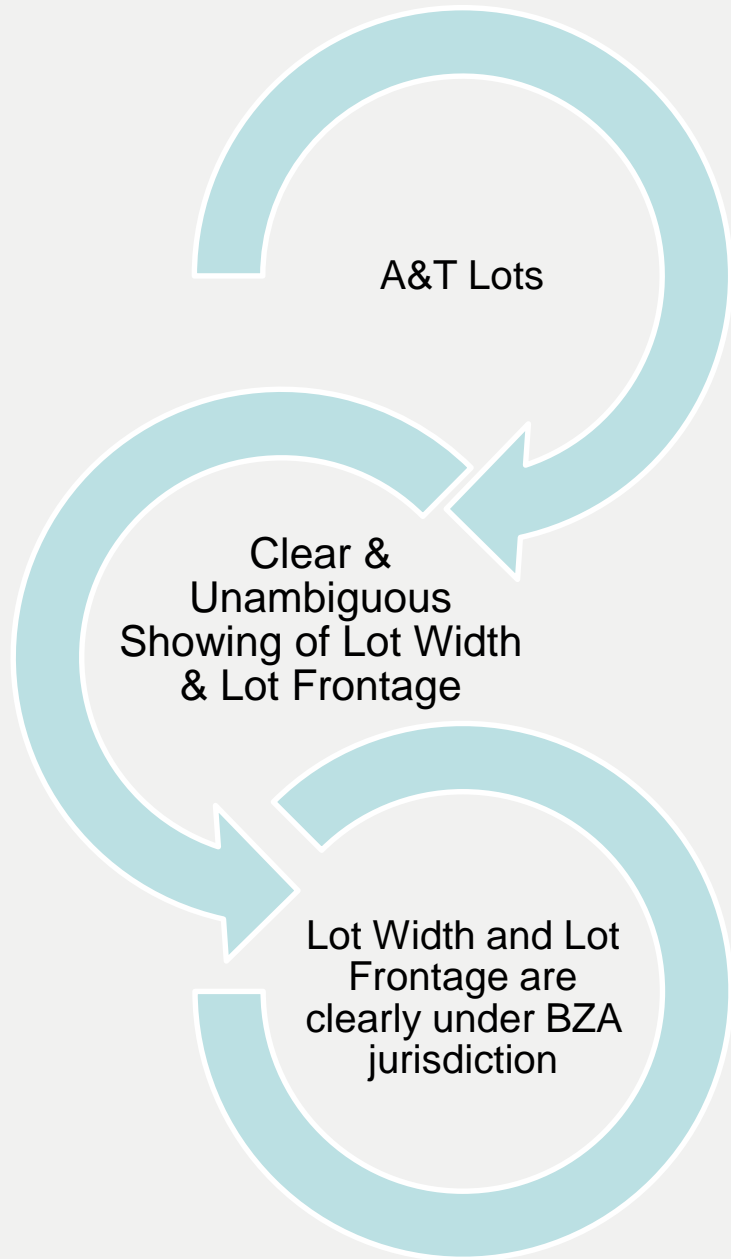 A&T Lots
Clear &
Unambiguous
Showing of Lot Width
& Lot Frontage
Lot Width and Lot
Frontage are
clearly under BZA
jurisdiction